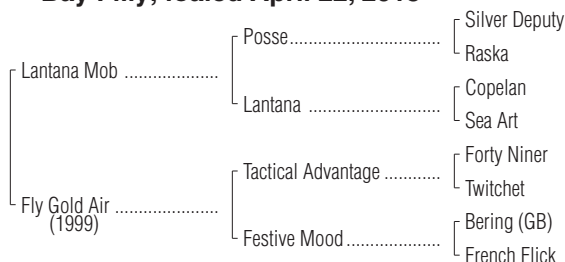 Bay Filly; foaled April 22,
Silver Deputy
Posse
Raska
Lantana Mob
Copelan
Lantana
Sea Art
Forty Niner
Tactical Advantage
Twitchet
Fly Gold Air
(1999)
Bering (GB)
Festive Mood
French Flick